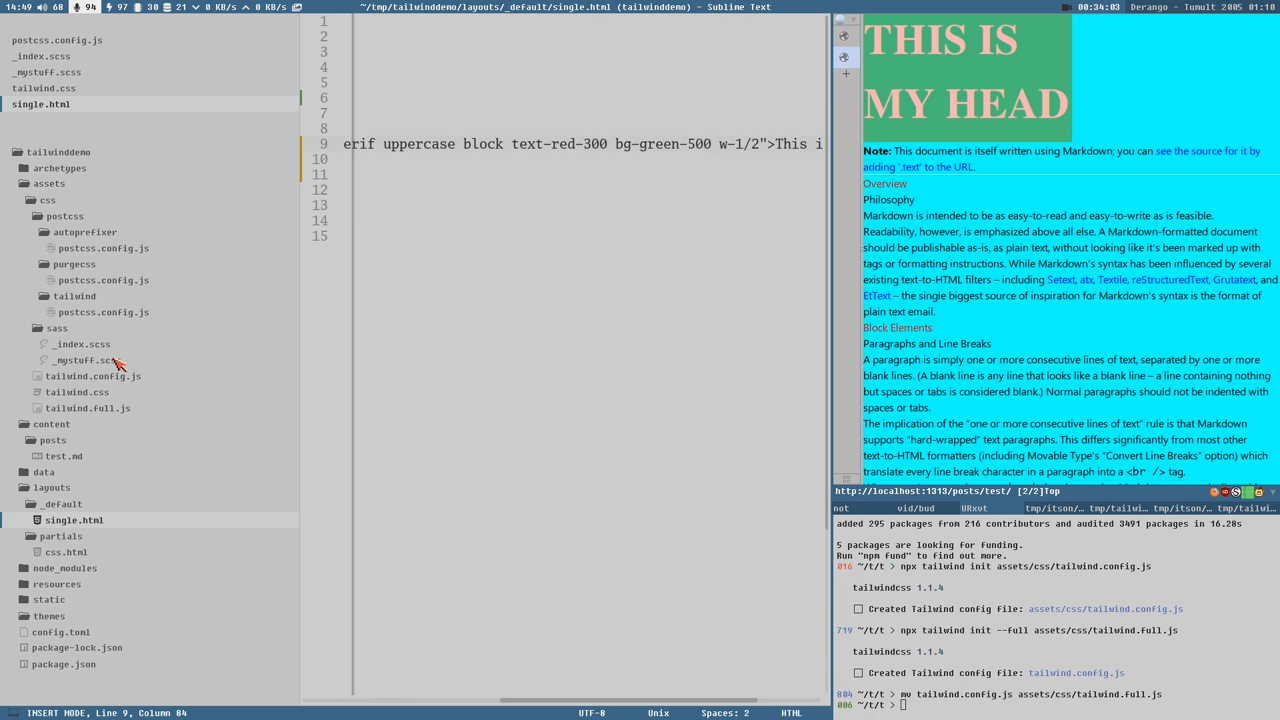 14:49 68 94 97 30 21 0 KB/s 0 KB/s ~/tmp/tailwinddemo/layouts/_default/single.html (tailwinddemo) - Sublime Text 00:34:03 Derango - Tumult 2005 01:10
postcss.config.js
_index.scss
_mystuff.scss
tailwind.css
single.html
tailwinddemo
archetypes
assets
css
postcss
autoprefixer
postcss.config.js
purgecss
postcss.config.js
tailwind
postcss.config.js
sass
_index.scss
_mystuff.scss
tailwind.config.js
tailwind.css
tailwind.full.js
content
posts
test.md
data
layouts
_default
single.html
partials
css.html
node_modules
resources
static
themes
config.toml
package-lock.json
package.json
1
2
3
4
5
6
7
8
9 erif uppercase block text-red-300 bg-green-500 w-1/2">This i
10
11
12
13
14
15
INSERT MODE, Line 9, Column 84 UTF-8 Unix Spaces: 2 HTML
THIS IS
MY HEAD
Note: This document is itself written using Markdown; you can see the source for it by
adding '.text' to the URL.
Overview
Philosophy
Markdown is intended to be as easy-to-read and easy-to-write as is feasible.
Readability, however, is emphasized above all else. A Markdown-formatted document
should be publishable as-is, as plain text, without looking like it's been marked up with
tags or formatting instructions. While Markdown's syntax has been influenced by several
existing text-to-HTML filters – including Setext, atx, Textile, reStructuredText, Grutatext, and
EtText – the single biggest source of inspiration for Markdown's syntax is the format of
plain text email.
Block Elements
Paragraphs and Line Breaks
A paragraph is simply one or more consecutive lines of text, separated by one or more
blank lines. (A blank line is any line that looks like a blank line – a line containing nothing
but spaces or tabs is considered blank.) Normal paragraphs should not be indented with
spaces or tabs.
The implication of the “one or more consecutive lines of text” rule is that Markdown
supports “hard-wrapped” text paragraphs. This differs significantly from most other
text-to-HTML formatters (including Movable Type's “Convert Line Breaks” option) which
translate every line break character in a paragraph into a <br /> tag.
http://localhost:1313/posts/test/ [2/2]Top
not vid/bud URxvt tmp/itson/… tmp/tailwi… tmp/itson/… tmp/tailwi…
added 295 packages from 216 contributors and audited 3491 packages in 16.28s
5 packages are looking for funding.
Run "npm fund" to find out more.
016 ~/t/t > npx tailwind init assets/css/tailwind.config.js
tailwindcss 1.1.4
Created Tailwind config file: assets/css/tailwind.config.js
719 ~/t/t > npx tailwind init --full assets/css/tailwind.full.js
tailwindcss 1.1.4
Created Tailwind config file: tailwind.config.js
804 ~/t/t > mv tailwind.config.js assets/css/tailwind.full.js
006 ~/t/t >